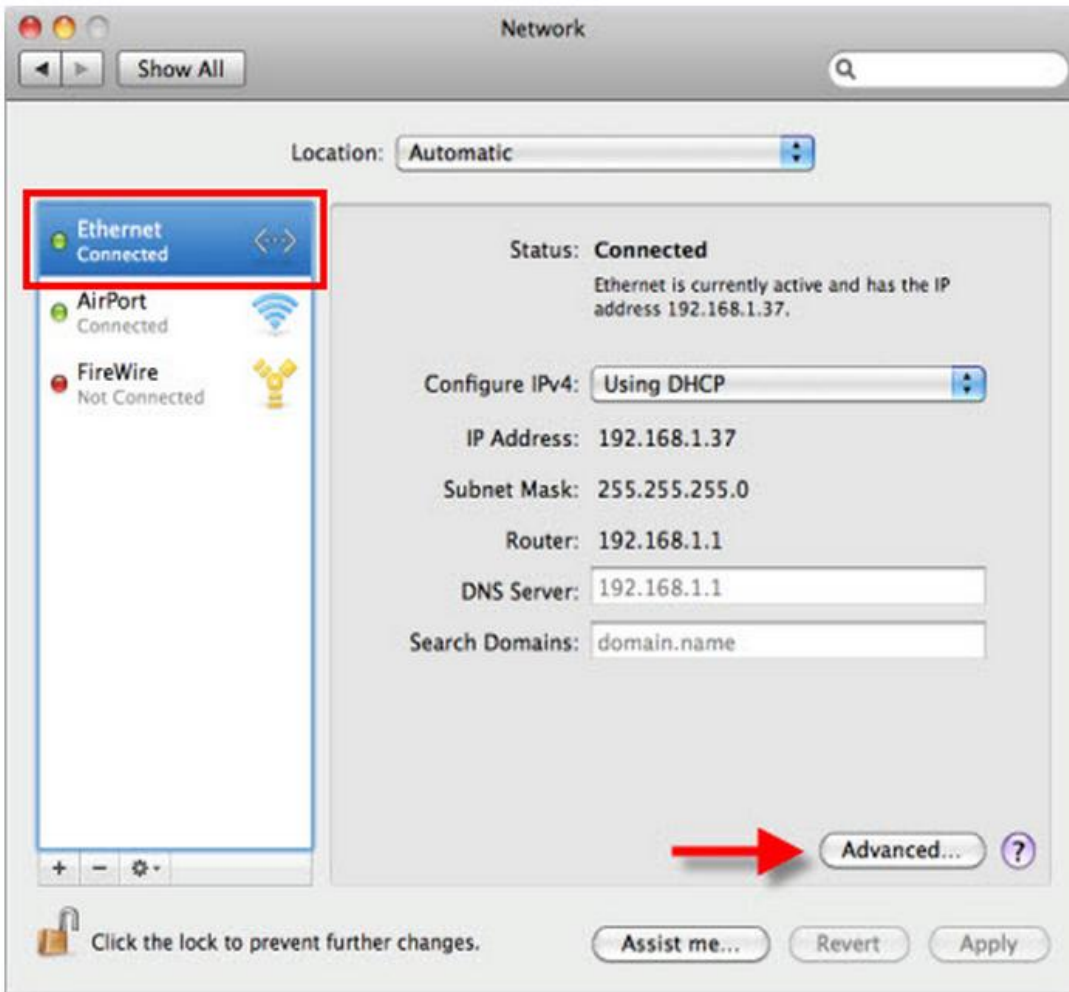 Network
Show All
Location: Automatic
Ethernet
Connected
AirPort
Connected
FireWire
Not Connected
Status: Connected
Ethernet is currently active and has the IP
address 192.168.1.37.
Configure IPv4: Using DHCP
IP Address: 192.168.1.37
Subnet Mask: 255.255.255.0
Router: 192.168.1.1
DNS Server: 192.168.1.1
Search Domains: domain.name
Advanced... ?
+ −
Click the lock to prevent further changes.
Assist me... Revert Apply